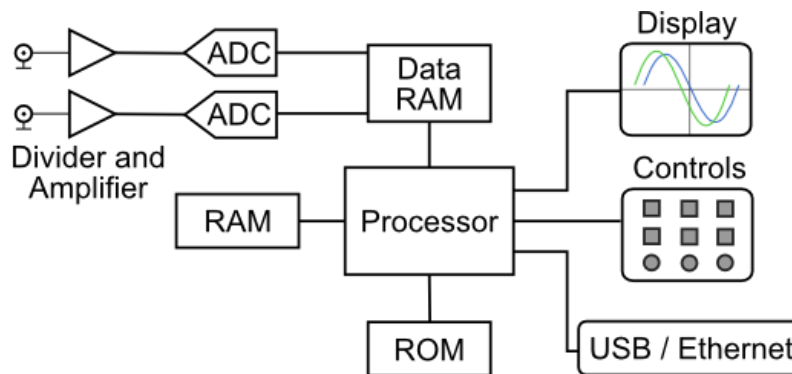 Display
ADC
Data
RAM
ADC
Divider and
Amplifier
Controls
RAM
Processor
ROM
USB / Ethernet